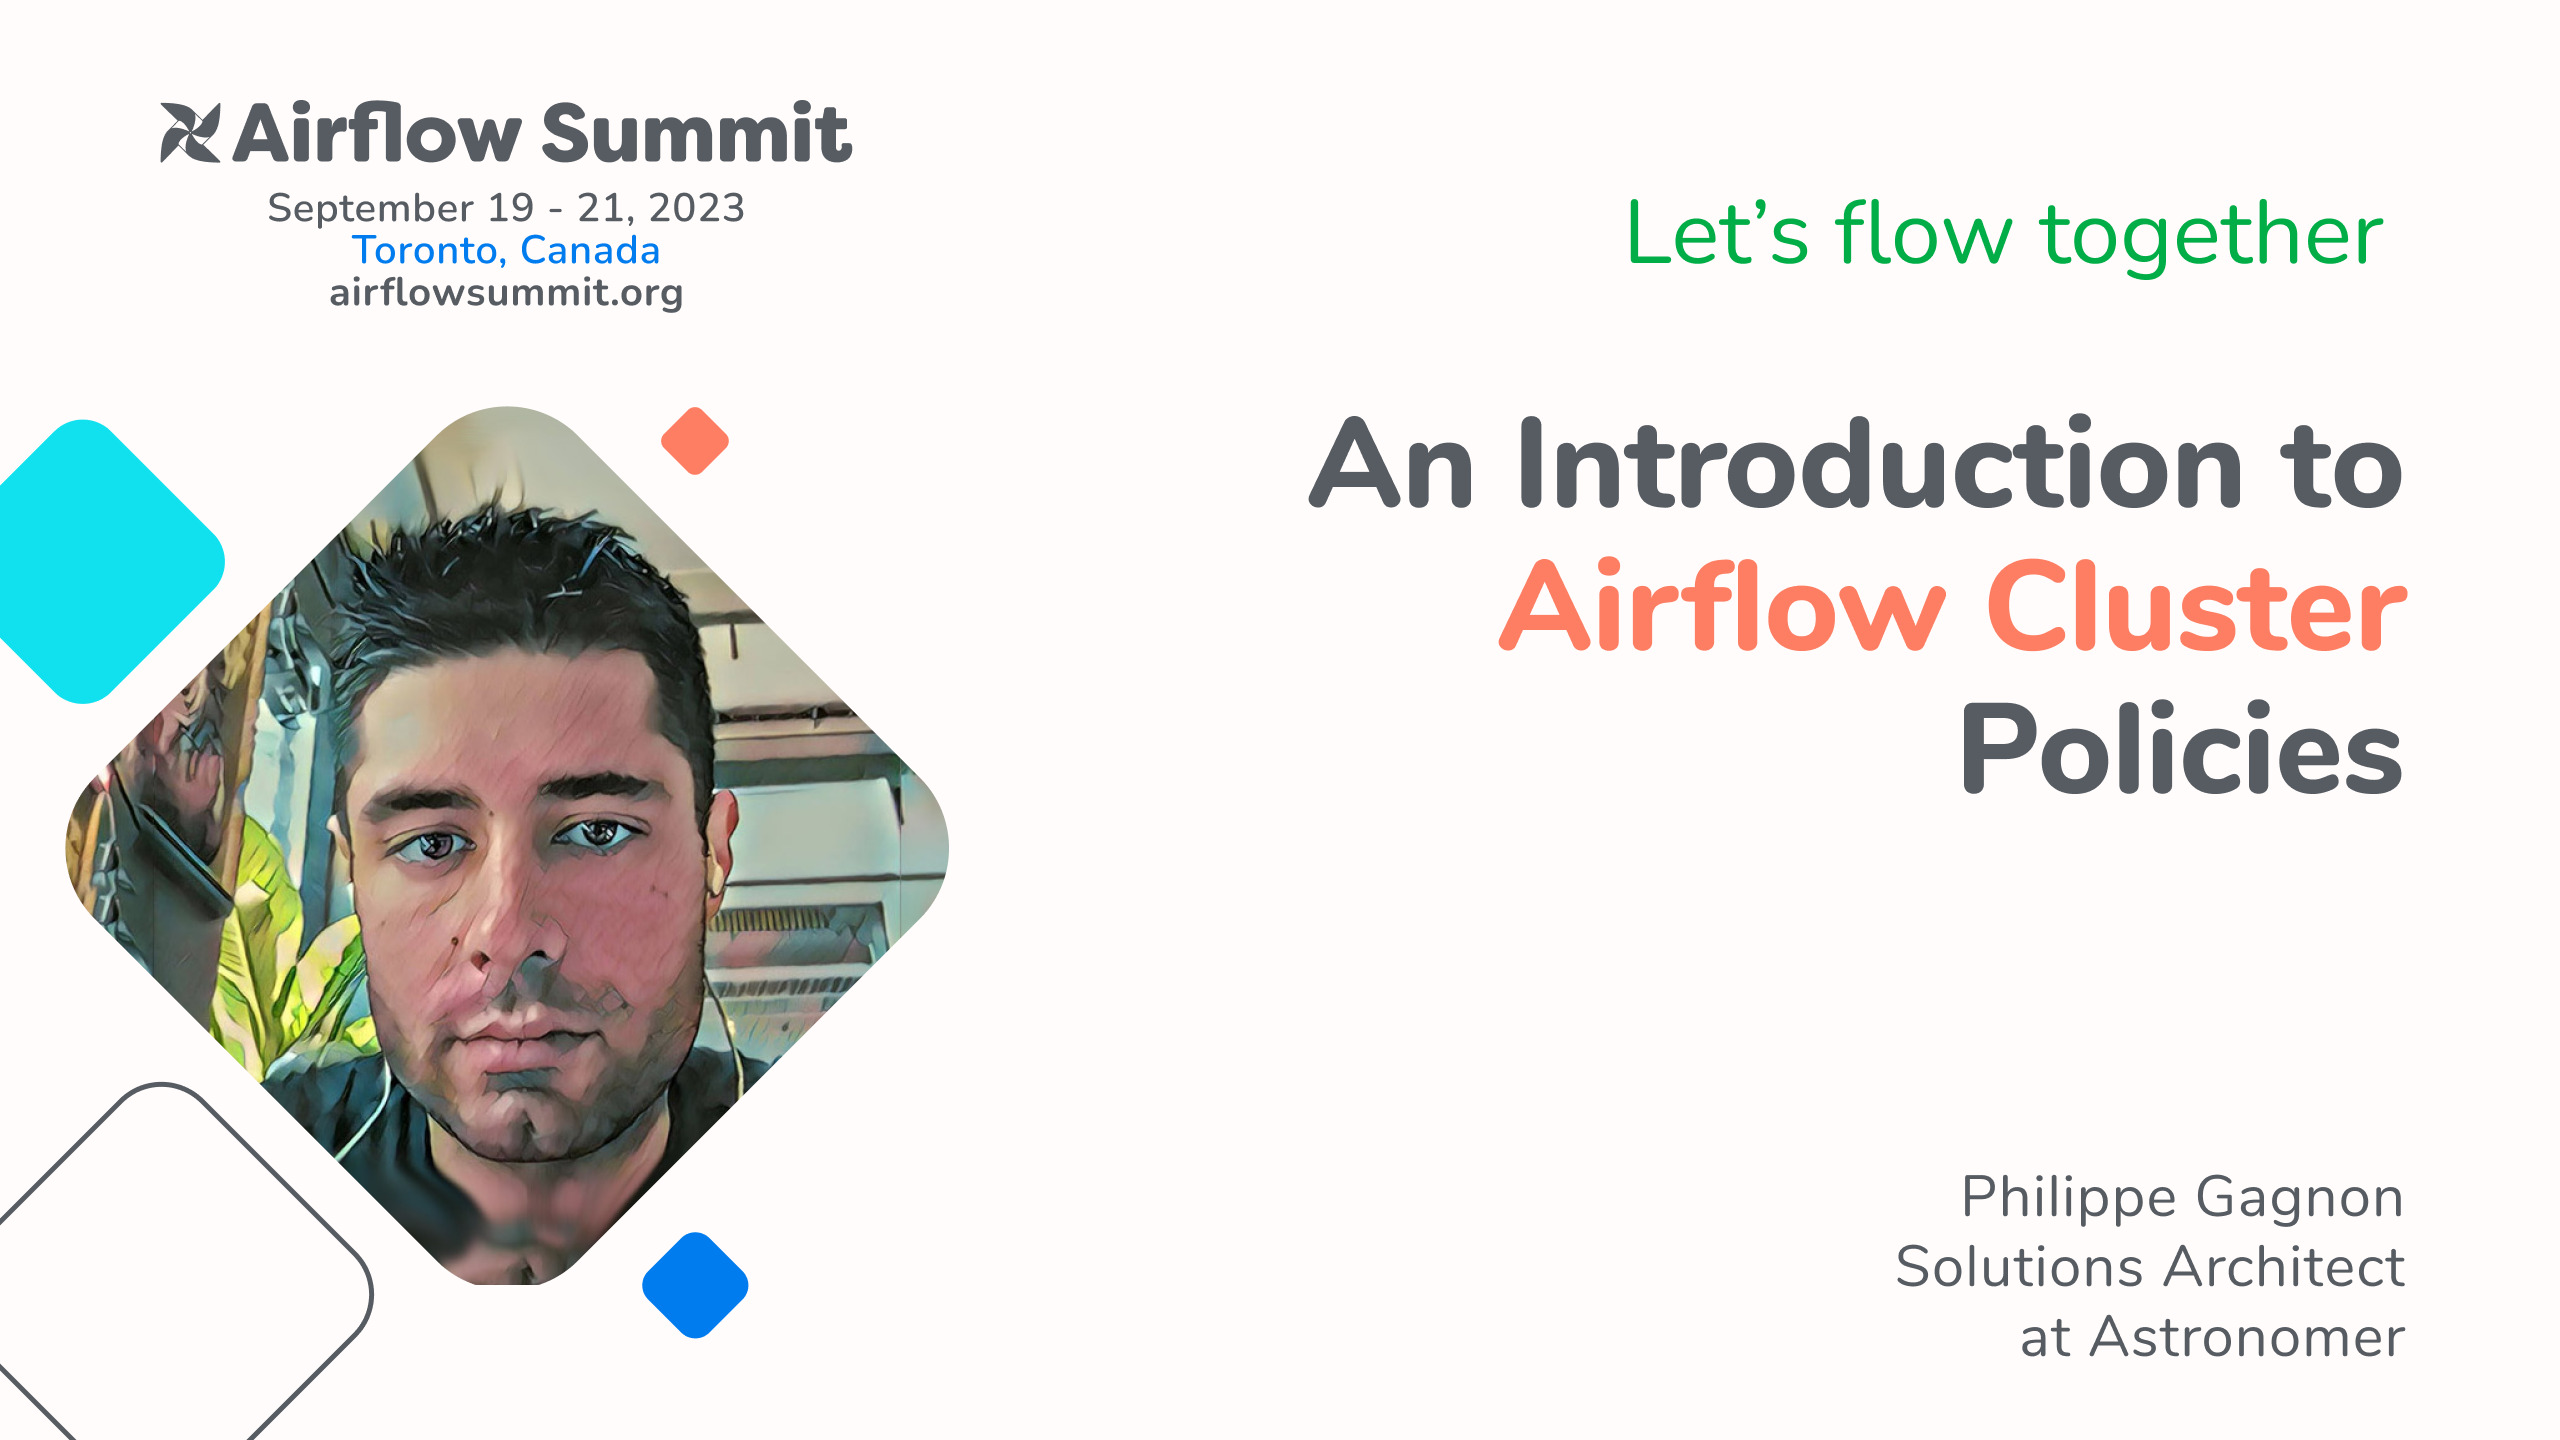 Airflow Summit
September 19 - 21, 2023
Toronto, Canada
airflowsummit.org
Let’s flow together
An Introduction to
Airflow Cluster
Policies
Philippe Gagnon
Solutions Architect
at Astronomer